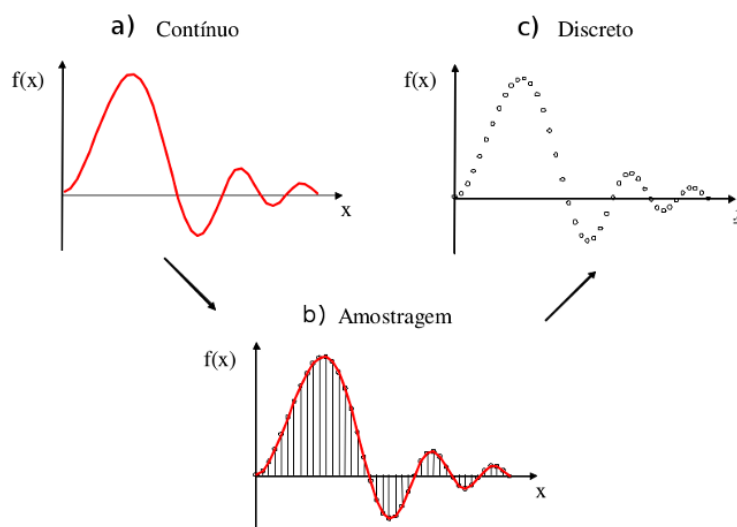 a) Contínuo
f(x)
x
c) Discreto
f(x)
b) Amostragem
f(x)
x